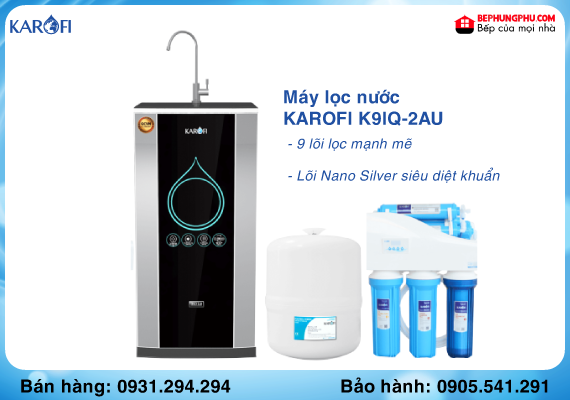 KAROFI
BEPHUNGPHU.COM
Bếp của mọi nhà
Máy lọc nước
KAROFI K9IQ-2AU
- 9 lõi lọc mạnh mẽ
- Lõi Nano Silver siêu diệt khuẩn
KAROFI
KAROFI
Bán hàng: 0931.294.294
Bảo hành: 0905.541.291